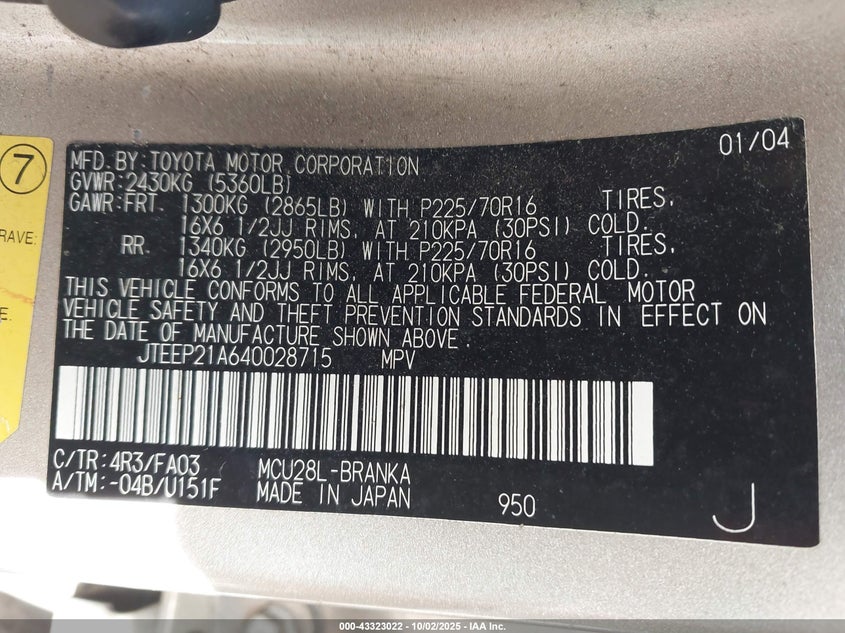 7
RAVE:
E:
01/04
MFD. BY: TOYOTA MOTOR CORPORATION
GVWR: 2430KG (5360LB)
GAWR: FRT. 1300KG (2865LB) WITH P225/70R16 TIRES,
16X6 1/2JJ RIMS, AT 210KPA (30PSI) COLD.
RR. 1340KG (2950LB) WITH P225/70R16 TIRES,
16X6 1/2JJ RIMS, AT 210KPA (30PSI) COLD.
THIS VEHICLE CONFORMS TO ALL APPLICABLE FEDERAL MOTOR
VEHICLE SAFETY AND THEFT PREVENTION STANDARDS IN EFFECT ON
THE DATE OF MANUFACTURE SHOWN ABOVE.
JTEEP21A640028715 MPV
C/TR: 4R3/FA03 MCU28L-BRANKA
A/TM: -04B/U151F MADE IN JAPAN 950 J
000-43323022 - 10/02/2025 - IAA Inc.